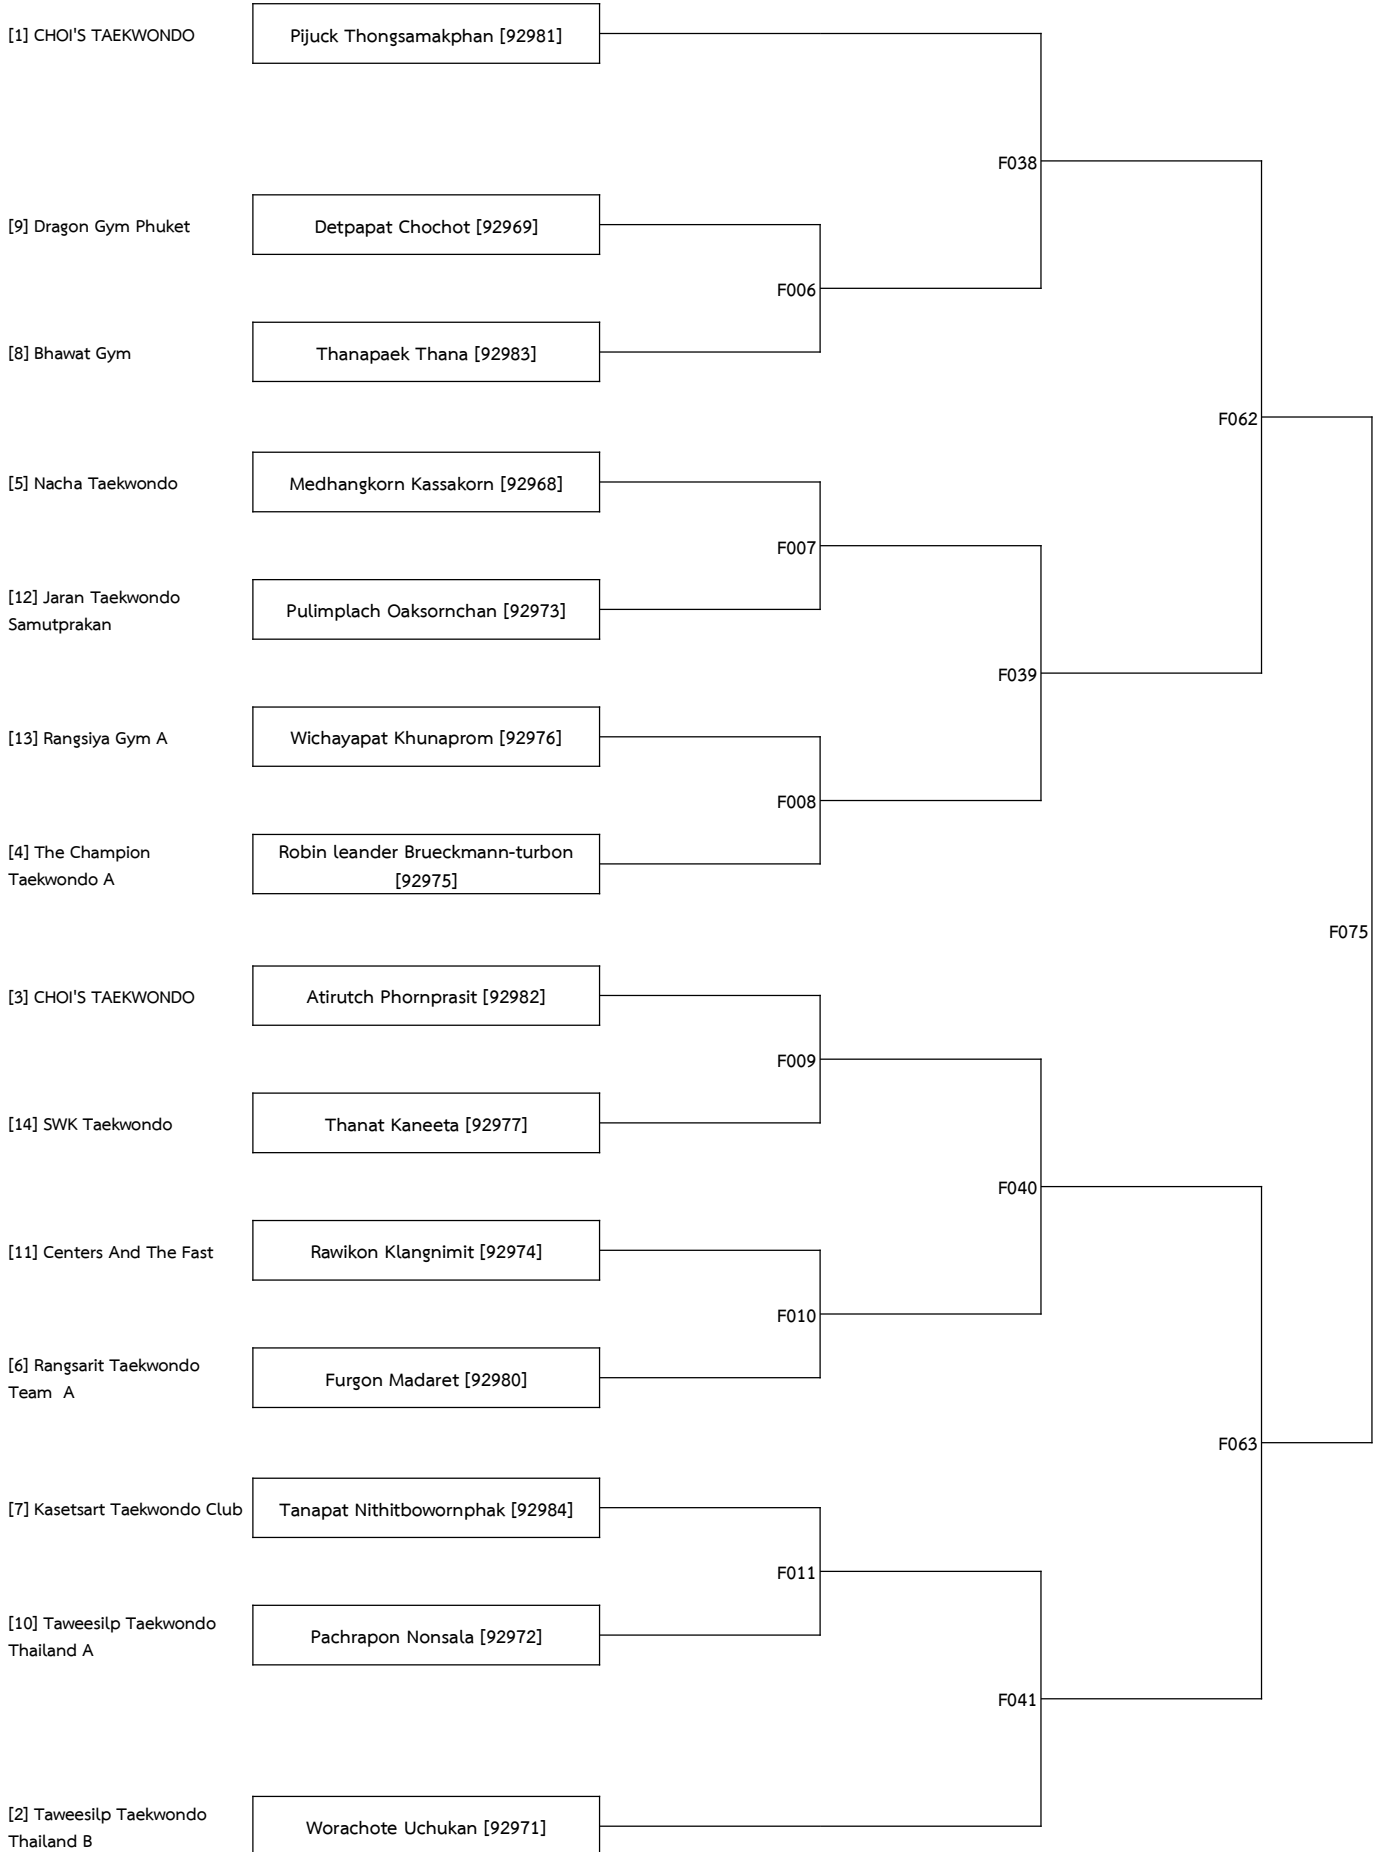 [1] CHOI'S TAEKWONDO
Pijuck Thongsamakphan [92981]
F038
[9] Dragon Gym Phuket
Detpapat Chochot [92969]
F006
[8] Bhawat Gym
Thanapaek Thana [92983]
F062
[5] Nacha Taekwondo
Medhangkorn Kassakorn [92968]
F007
[12] Jaran Taekwondo
Samutprakan
Pulimplach Oaksornchan [92973]
F039
[13] Rangsiya Gym A
Wichayapat Khunaprom [92976]
F008
[4] The Champion
Taekwondo A
Robin leander Brueckmann-turbon
[92975]
F075
[3] CHOI'S TAEKWONDO
Atirutch Phornprasit [92982]
F009
[14] SWK Taekwondo
Thanat Kaneeta [92977]
F040
[11] Centers And The Fast
Rawikon Klangnimit [92974]
F010
[6] Rangsarit Taekwondo
Team  A
Furgon Madaret [92980]
F063
[7] Kasetsart Taekwondo Club
Tanapat Nithitbowornphak [92984]
F011
[10] Taweesilp Taekwondo
Thailand A
Pachrapon Nonsala [92972]
F041
[2] Taweesilp Taekwondo
Thailand B
Worachote Uchukan [92971]